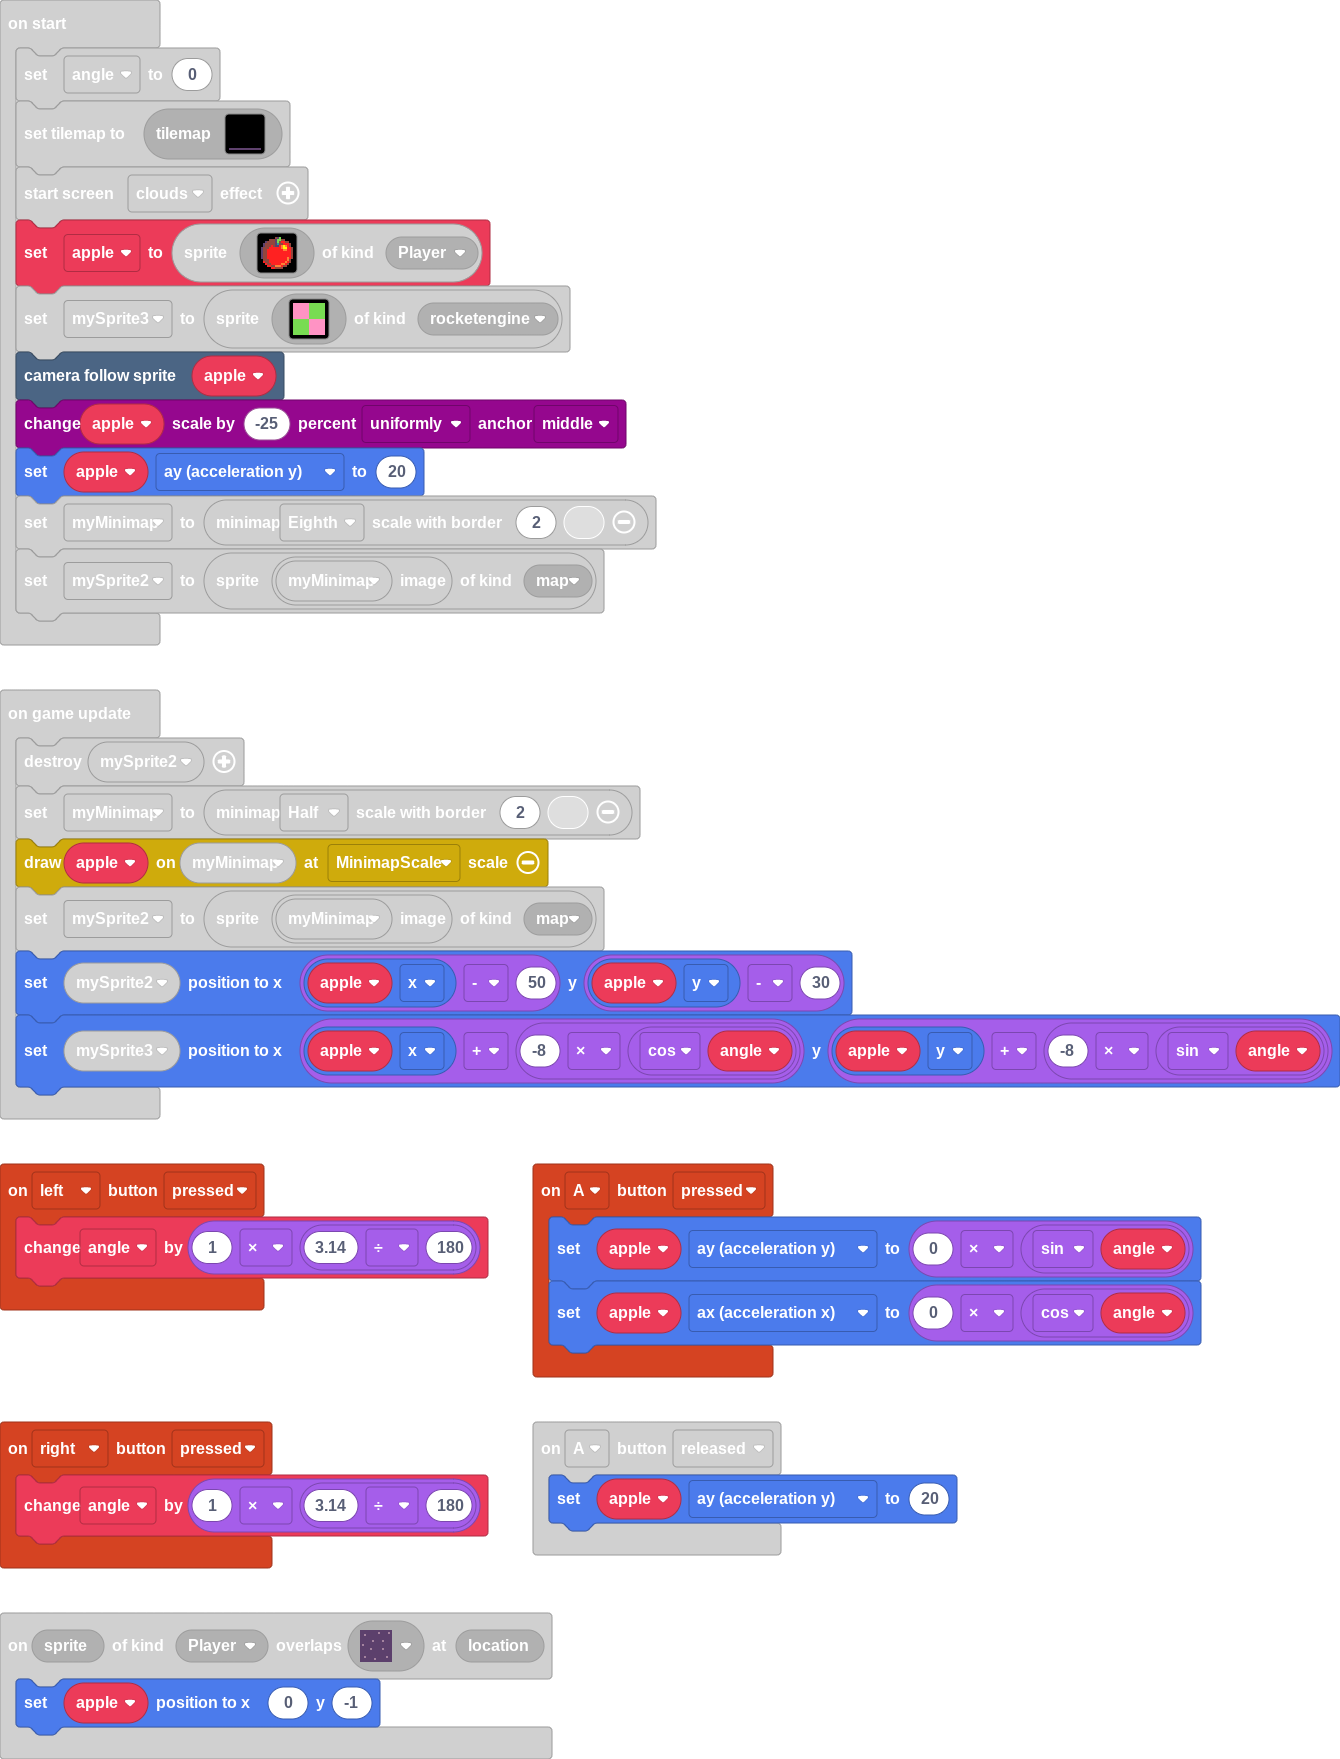 on start
set angle to 0
set tilemap to tilemap
start screen clouds effect
set apple to sprite of kind Player
set mySprite3 to sprite of kind rocketengine
camera follow sprite apple
change apple scale by -25 percent uniformly anchor middle
set apple ay (acceleration y) to 20
set myMinimap to minimap Eighth scale with border 2
set mySprite2 to sprite myMinimap image of kind map
on game update
destroy mySprite2
set myMinimap to minimap Half scale with border 2
draw apple on myMinimap at MinimapScale scale
set mySprite2 to sprite myMinimap image of kind map
set mySprite2 position to x apple x - 50 y apple y - 30
set mySprite3 position to x apple x + -8 × cos angle y apple y + -8 × sin angle
on left button pressed
change angle by 1 × 3.14 ÷ 180
on A button pressed
set apple ay (acceleration y) to 0 × sin angle
set apple ax (acceleration x) to 0 × cos angle
on right button pressed
change angle by 1 × 3.14 ÷ 180
on A button released
set apple ay (acceleration y) to 20
on sprite of kind Player overlaps at location
set apple position to x 0 y -1